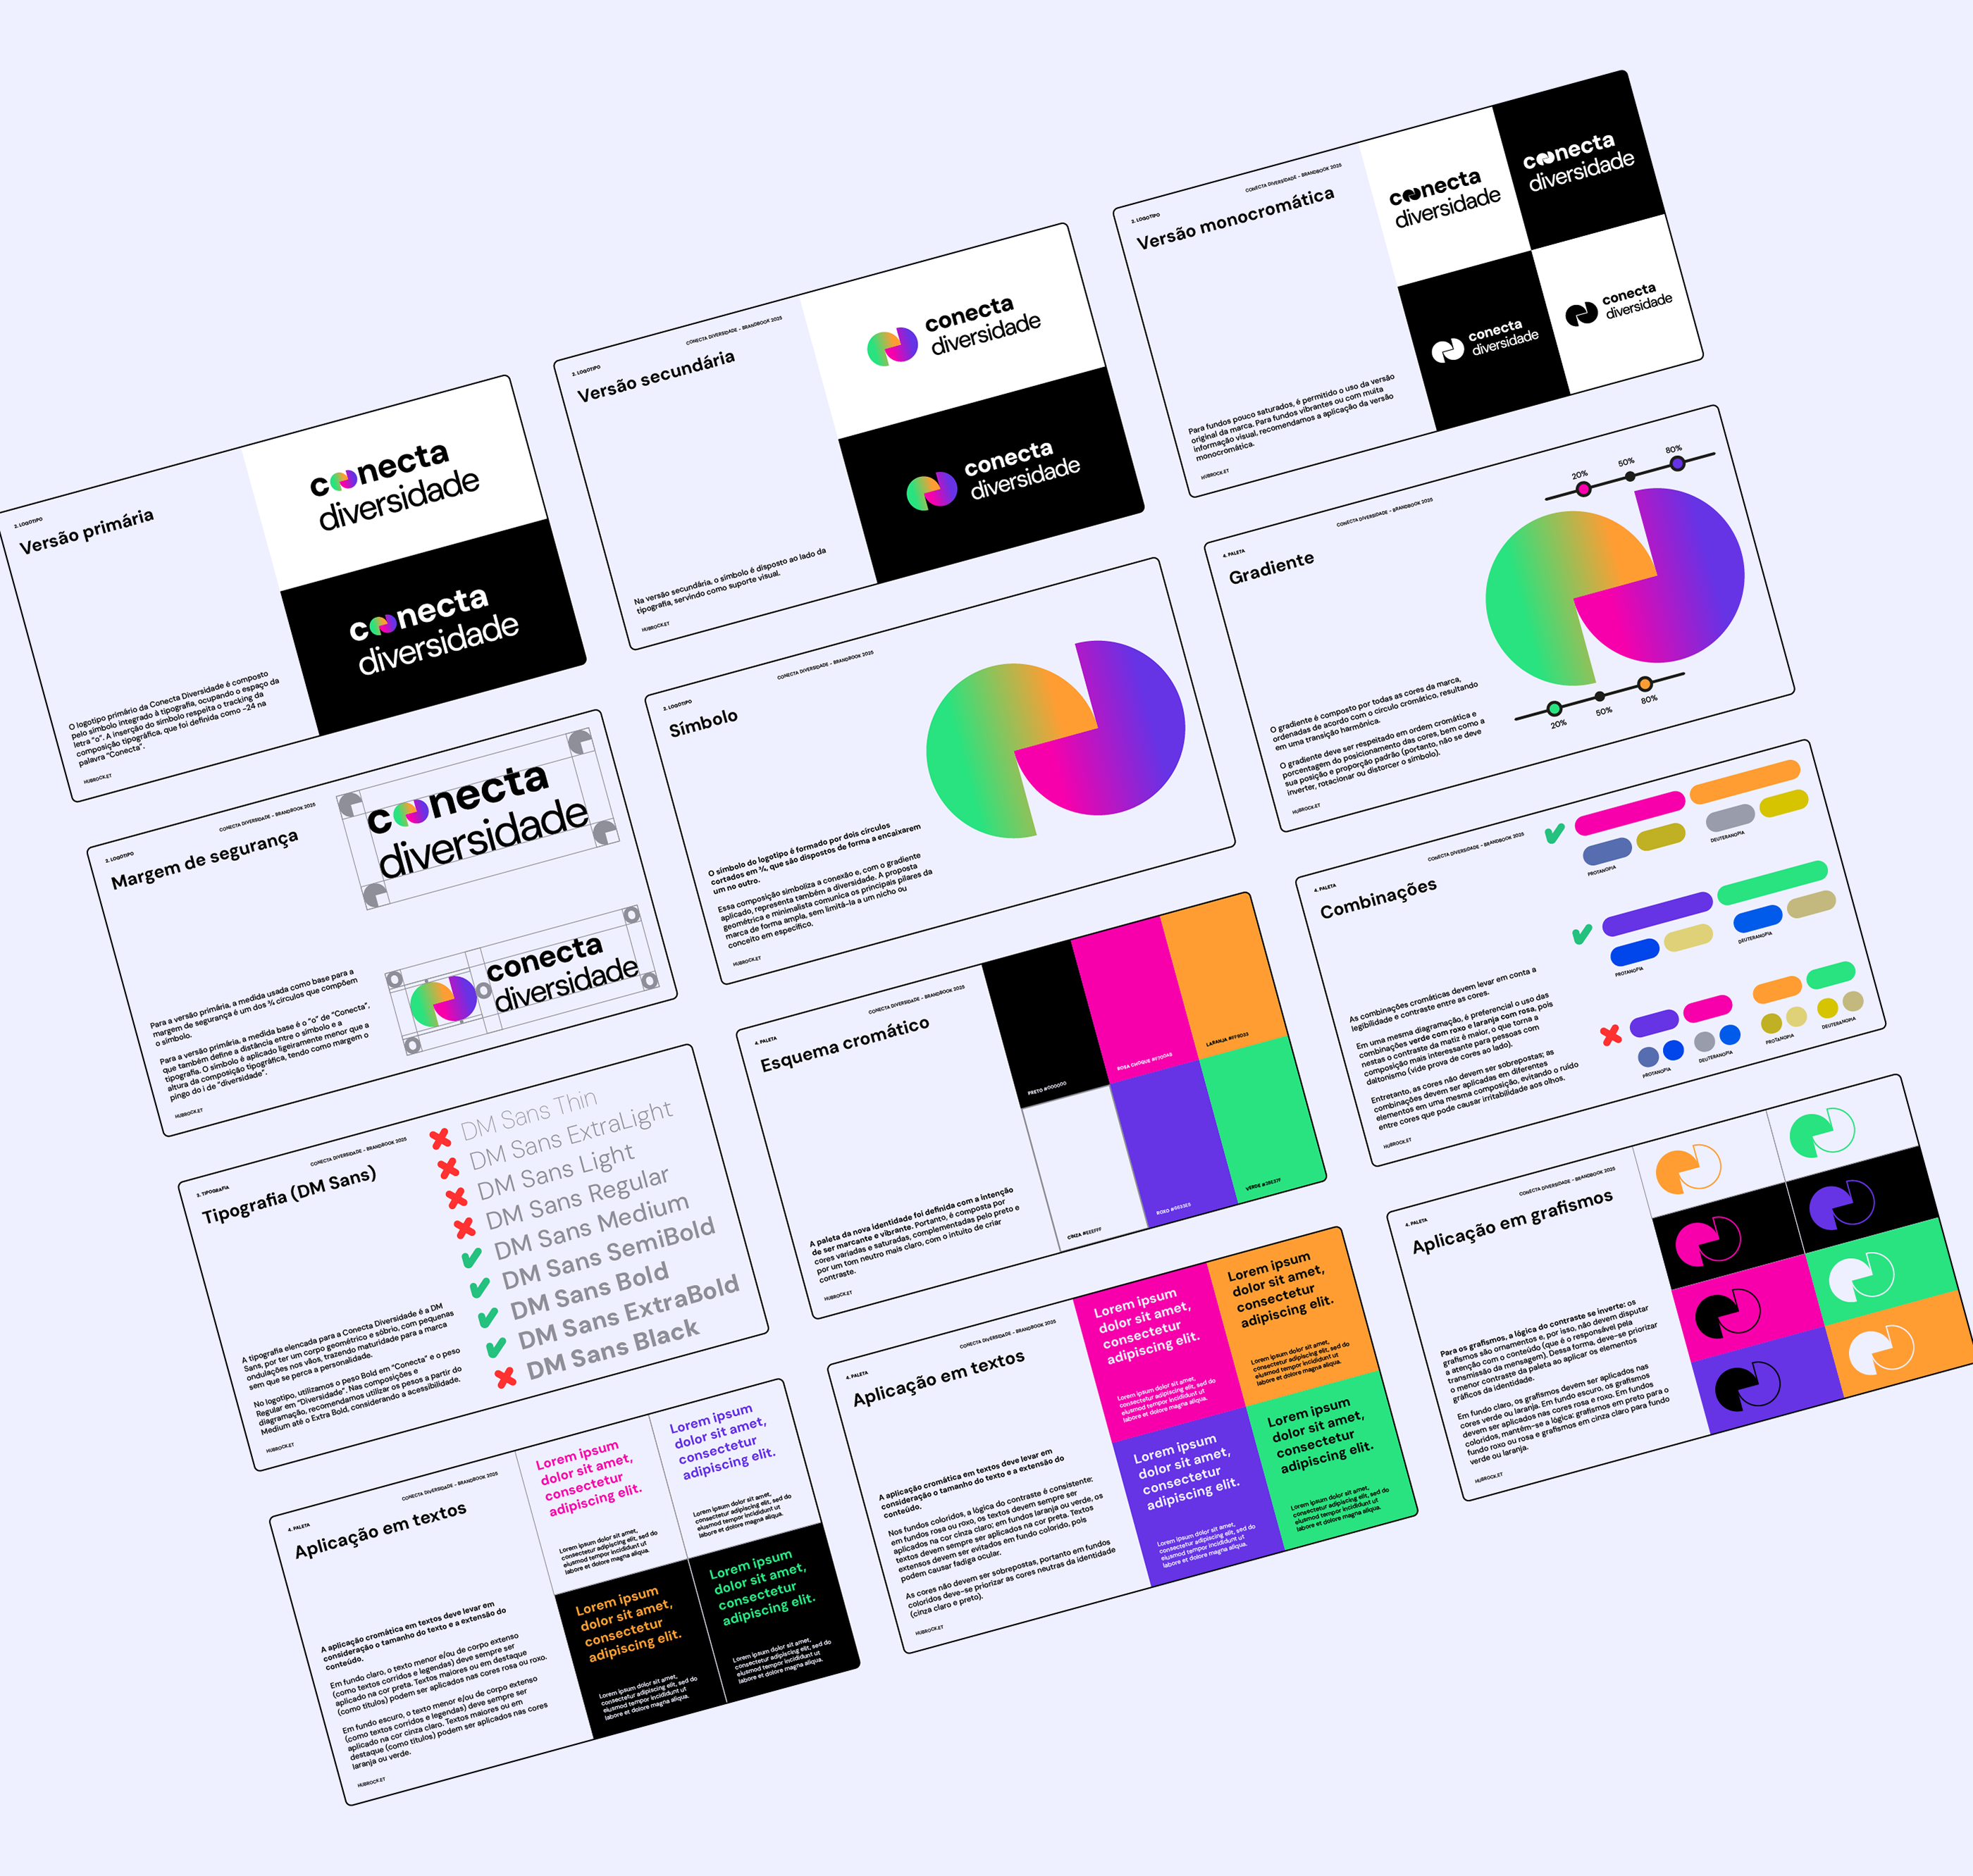 2. LOGOTIPO
Versão primária
conecta
diversidade
conecta
diversidade
O logotipo primário da Conecta Diversidade é composto
pelo símbolo integrado à tipografia, ocupando o espaço da
letra "o". A inserção do símbolo respeita o tracking da
composição tipográfica, que foi definida como -24 na
palavra "Conecta".
HUBROCK.ET
2. LOGOTIPO
CONECTA DIVERSIDADE - BRANDBOOK 2025
Versão secundária
conecta
diversidade
conecta
diversidade
Na versão secundária, o símbolo é disposto ao lado da
tipografia, servindo como suporte visual.
HUBROCK.ET
2. LOGOTIPO
CONECTA DIVERSIDADE - BRANDBOOK 2025
Versão monocromática
conecta
diversidade
conecta
diversidade
conecta
diversidade
conecta
diversidade
Para fundos pouco saturados, é permitido o uso da versão
original da marca. Para fundos vibrantes ou com muita
informação visual, recomendamos a aplicação da versão
monocromática.
HUBROCK.ET
2. LOGOTIPO
CONECTA DIVERSIDADE - BRANDBOOK 2025
Margem de segurança
conecta
diversidade
conecta
diversidade
Para a versão primária, a medida usada como base para a
margem de segurança é um dos ¾ círculos que compõem
o símbolo.
Para a versão primária, a medida base é o "o" de "Conecta",
que também define a distância entre o símbolo e a
tipografia. O símbolo é aplicado ligeiramente menor que a
altura da composição tipográfica, tendo como margem o
pingo do i de "diversidade".
HUBROCK.ET
2. LOGOTIPO
CONECTA DIVERSIDADE - BRANDBOOK 2025
Símbolo
O símbolo do logotipo é formado por dois círculos
cortados em ¾, que são dispostos de forma a encaixarem
um no outro.
Essa composição simboliza a conexão e, com o gradiente
aplicado, representa também a diversidade. A proposta
geométrica e minimalista comunica os principais pilares da
marca de forma ampla, sem limitá-la a um nicho ou
conceito em específico.
HUBROCK.ET
4. PALETA
CONECTA DIVERSIDADE - BRANDBOOK 2025
Gradiente
20%
50%
80%
20%
50%
80%
O gradiente é composto por todas as cores da marca,
ordenadas de acordo com o círculo cromático, resultando
em uma transição harmônica.
O gradiente deve ser respeitado em ordem cromática e
porcentagem do posicionamento das cores, bem como a
sua posição e proporção padrão (portanto, não se deve
inverter, rotacionar ou distorcer o símbolo).
HUBROCK.ET
3. TIPOGRAFIA
CONECTA DIVERSIDADE - BRANDBOOK 2025
Tipografia (DM Sans)
DM Sans Thin
DM Sans ExtraLight
DM Sans Light
DM Sans Regular
DM Sans Medium
DM Sans SemiBold
DM Sans Bold
DM Sans ExtraBold
DM Sans Black
A tipografia elencada para a Conecta Diversidade é a DM
Sans, por ter um corpo geométrico e sóbrio, com pequenas
ondulações nos vãos, trazendo maturidade para a marca
sem que se perca a personalidade.
No logotipo, utilizamos o peso Bold em "Conecta" e o peso
Regular em "Diversidade". Nas composições e
diagramação, recomendamos utilizar os pesos a partir do
Medium até o Extra Bold, considerando a acessibilidade.
HUBROCK.ET
4. PALETA
CONECTA DIVERSIDADE - BRANDBOOK 2025
Esquema cromático
PRETO #000000
ROSA CHOQUE #F700A8
LARANJA #FF9D33
CINZA #EEEFFF
ROXO #6633E5
VERDE #2BE57F
A paleta da nova identidade foi definida com a intenção
de ser marcante e vibrante. Portanto, é composta por
cores variadas e saturadas, complementadas pelo preto e
por um tom neutro mais claro, com o intuito de criar
contraste.
HUBROCK.ET
4. PALETA
CONECTA DIVERSIDADE - BRANDBOOK 2025
Combinações
PROTANOPIA
DEUTERANOPIA
PROTANOPIA
DEUTERANOPIA
PROTANOPIA
DEUTERANOPIA
PROTANOPIA
DEUTERANOPIA
As combinações cromáticas devem levar em conta a
legibilidade e contraste entre as cores.
Em uma mesma diagramação, é preferencial o uso das
combinações verde com roxo e laranja com rosa, pois
nestas o contraste da matiz é maior, o que torna a
composição mais interessante para pessoas com
daltonismo (vide prova de cores ao lado).
Entretanto, as cores não devem ser sobrepostas; as
combinações devem ser aplicadas em diferentes
elementos em uma mesma composição, evitando o ruído
entre cores que pode causar irritabilidade aos olhos.
HUBROCK.ET
4. PALETA
CONECTA DIVERSIDADE - BRANDBOOK 2025
Aplicação em textos
Lorem ipsum
dolor sit amet,
consectetur
adipiscing elit.
Lorem ipsum dolor sit amet,
consectetur adipiscing elit, sed do
eiusmod tempor incididunt ut
labore et dolore magna aliqua.
Lorem ipsum
dolor sit amet,
consectetur
adipiscing elit.
Lorem ipsum dolor sit amet,
consectetur adipiscing elit, sed do
eiusmod tempor incididunt ut
labore et dolore magna aliqua.
Lorem ipsum
dolor sit amet,
consectetur
adipiscing elit.
Lorem ipsum dolor sit amet,
consectetur adipiscing elit, sed do
eiusmod tempor incididunt ut
labore et dolore magna aliqua.
Lorem ipsum
dolor sit amet,
consectetur
adipiscing elit.
Lorem ipsum dolor sit amet,
consectetur adipiscing elit, sed do
eiusmod tempor incididunt ut
labore et dolore magna aliqua.
A aplicação cromática em textos deve levar em
consideração o tamanho do texto e a extensão do
conteúdo.
Em fundo claro, o texto menor e/ou de corpo extenso
(como textos corridos e legendas) deve sempre ser
aplicado na cor preta. Textos maiores ou em destaque
(como títulos) podem ser aplicados nas cores rosa ou roxo.
Em fundo escuro, o texto menor e/ou de corpo extenso
(como textos corridos e legendas) deve sempre ser
aplicado na cor cinza claro. Textos maiores ou em
destaque (como títulos) podem ser aplicados nas cores
laranja ou verde.
HUBROCK.ET
4. PALETA
CONECTA DIVERSIDADE - BRANDBOOK 2025
Aplicação em textos
Lorem ipsum
dolor sit amet,
consectetur
adipiscing elit.
Lorem ipsum dolor sit amet,
consectetur adipiscing elit, sed do
eiusmod tempor incididunt ut
labore et dolore magna aliqua.
Lorem ipsum
dolor sit amet,
consectetur
adipiscing elit.
Lorem ipsum dolor sit amet,
consectetur adipiscing elit, sed do
eiusmod tempor incididunt ut
labore et dolore magna aliqua.
Lorem ipsum
dolor sit amet,
consectetur
adipiscing elit.
Lorem ipsum dolor sit amet,
consectetur adipiscing elit, sed do
eiusmod tempor incididunt ut
labore et dolore magna aliqua.
Lorem ipsum
dolor sit amet,
consectetur
adipiscing elit.
Lorem ipsum dolor sit amet,
consectetur adipiscing elit, sed do
eiusmod tempor incididunt ut
labore et dolore magna aliqua.
A aplicação cromática em textos deve levar em
consideração o tamanho do texto e a extensão do
conteúdo.
Nos fundos coloridos, a lógica do contraste é consistente:
em fundos rosa ou roxo, os textos devem sempre ser
aplicados na cor cinza claro; em fundos laranja ou verde, os
textos devem sempre ser aplicados na cor preta. Textos
extensos devem ser evitados em fundo colorido, pois
podem causar fadiga ocular.
As cores não devem ser sobrepostas, portanto em fundos
coloridos deve-se priorizar as cores neutras da identidade
(cinza claro e preto).
HUBROCK.ET
4. PALETA
CONECTA DIVERSIDADE - BRANDBOOK 2025
Aplicação em grafismos
Para os grafismos, a lógica do contraste se inverte: os
grafismos são ornamentos e, por isso, não devem disputar
a atenção com o conteúdo (que é o responsável pela
transmissão da mensagem). Dessa forma, deve-se priorizar
o menor contraste da paleta ao aplicar os elementos
gráficos da identidade.
Em fundo claro, os grafismos devem ser aplicados nas
cores verde ou laranja. Em fundo escuro, os grafismos
devem ser aplicados nas cores rosa e roxo. Em fundos
coloridos, mantém-se a lógica: grafismos em preto para o
fundo roxo ou rosa e grafismos em cinza claro para fundo
verde ou laranja.
HUBROCK.ET